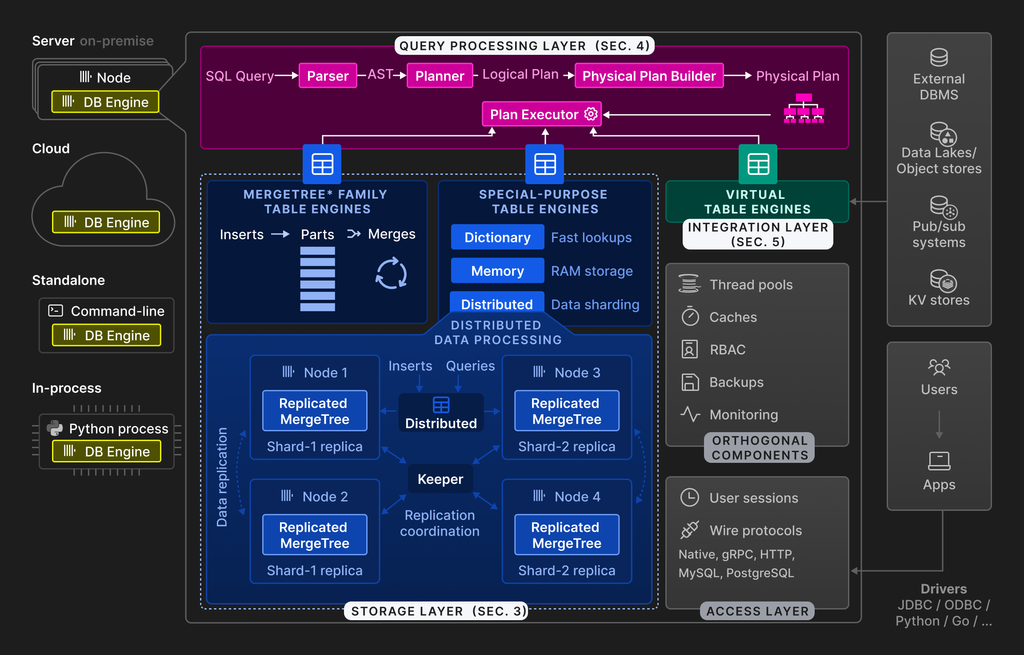 Server on-premise
Node
DB Engine
Cloud
DB Engine
Standalone
Command-line
DB Engine
In-process
Python process
DB Engine
QUERY PROCESSING LAYER (SEC. 4)
SQL Query
Parser
AST
Planner
Logical Plan
Physical Plan Builder
Physical Plan
Plan Executor
MERGETREE* FAMILY
TABLE ENGINES
Inserts
Parts
Merges
SPECIAL-PURPOSE
TABLE ENGINES
Dictionary
Fast lookups
Memory
RAM storage
Distributed
Data sharding
DISTRIBUTED
DATA PROCESSING
Node 1
Replicated
MergeTree
Shard-1 replica
Inserts
Queries
Distributed
Node 3
Replicated
MergeTree
Shard-2 replica
Data replication
Keeper
Replication
coordination
Node 2
Replicated
MergeTree
Shard-1 replica
Node 4
Replicated
MergeTree
Shard-2 replica
STORAGE LAYER (SEC. 3)
VIRTUAL
TABLE ENGINES
INTEGRATION LAYER
(SEC. 5)
Thread pools
Caches
RBAC
Backups
Monitoring
ORTHOGONAL
COMPONENTS
User sessions
Wire protocols
Native, gRPC, HTTP,
MySQL, PostgreSQL
ACCESS LAYER
External
DBMS
Data Lakes/
Object stores
Pub/sub
systems
KV stores
Users
Apps
Drivers
JDBC / ODBC /
Python / Go / ...